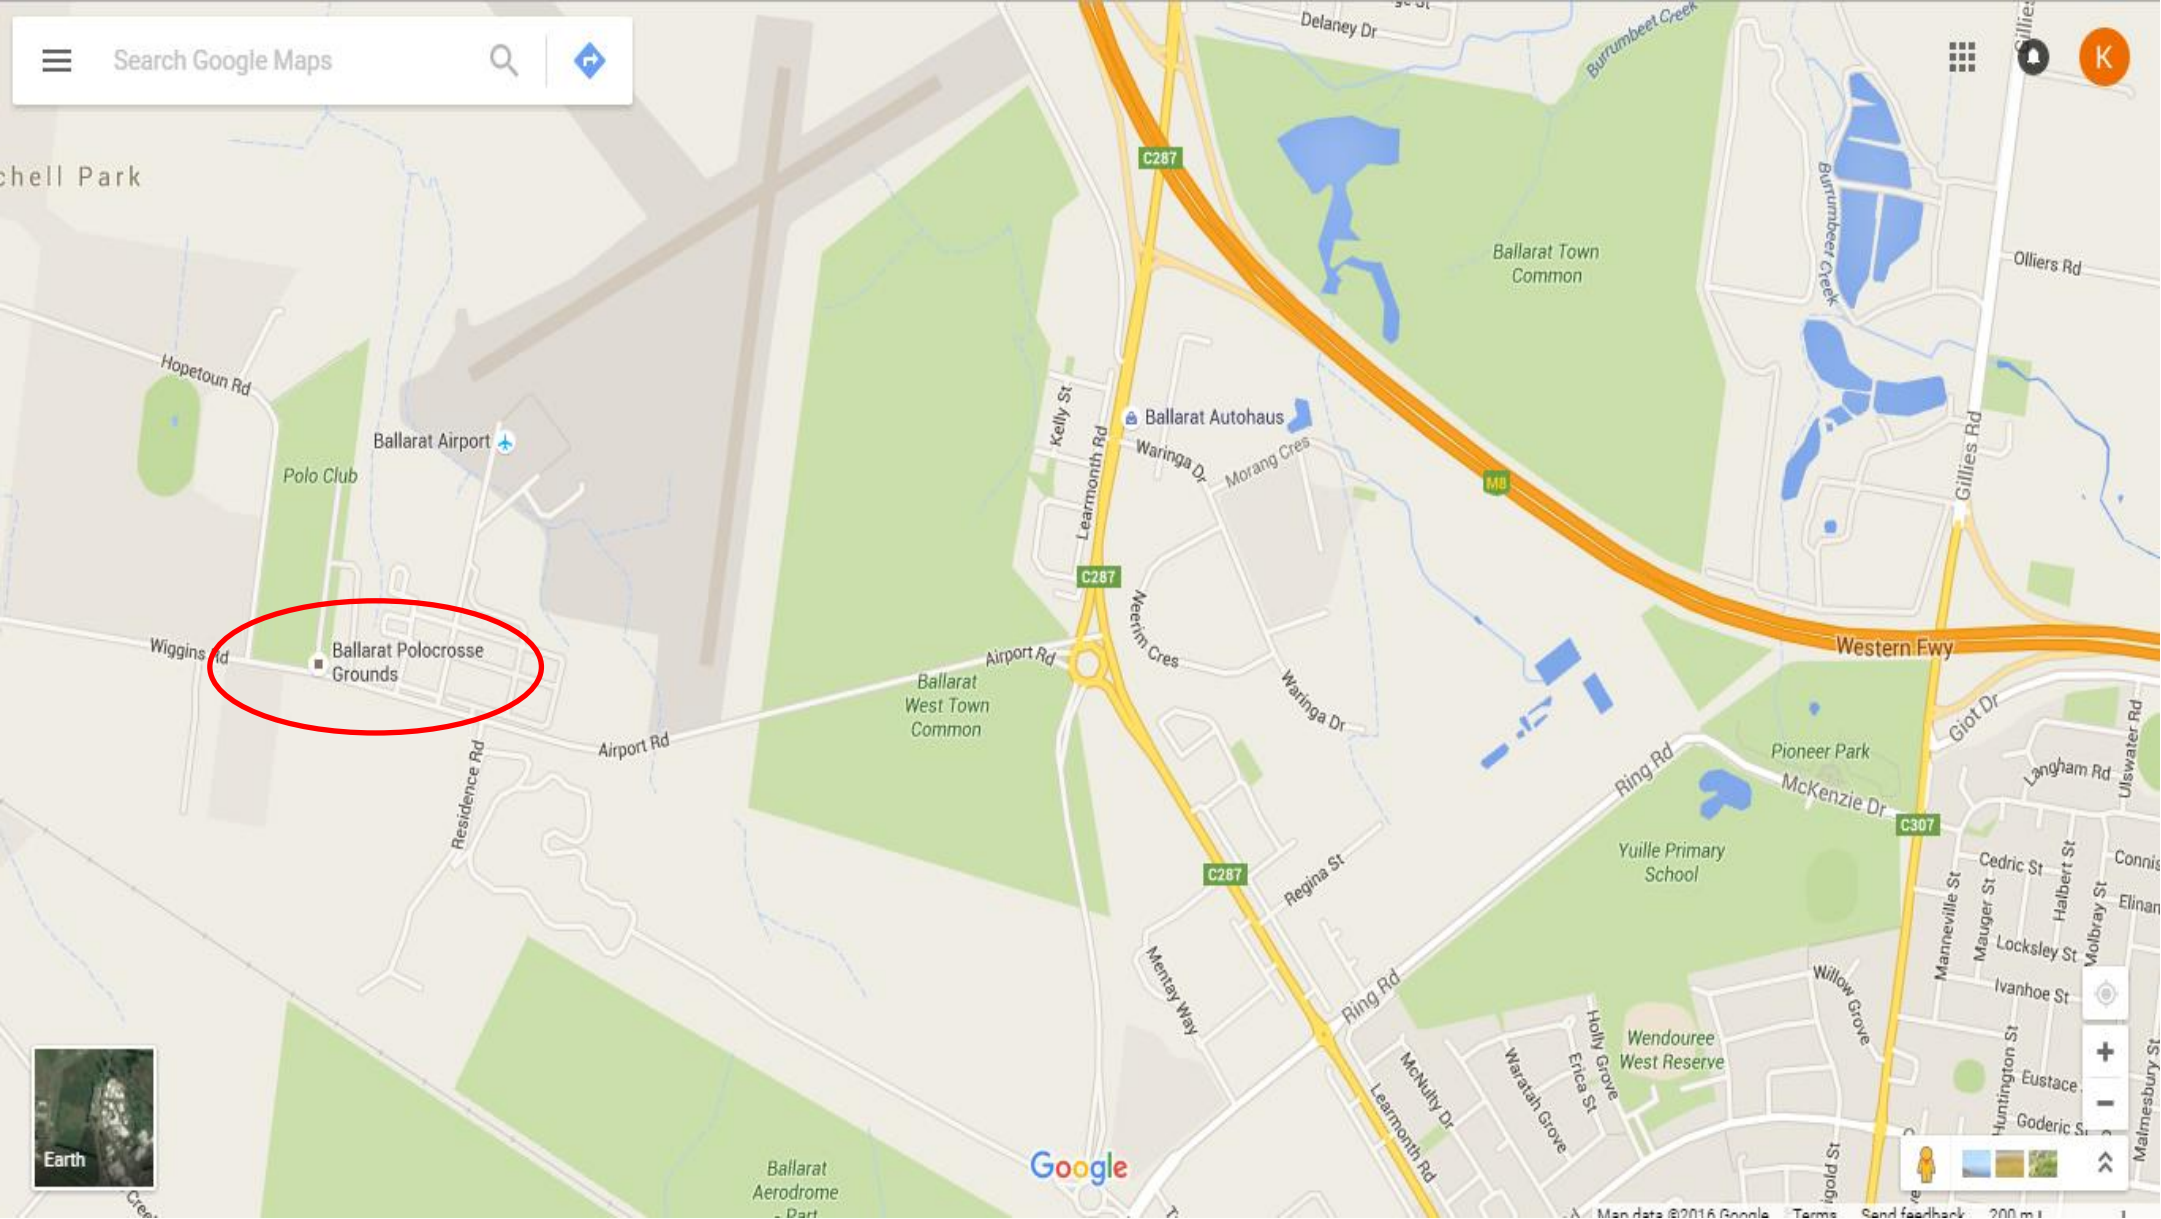 Search Google Maps
Delaney Dr
Burrumbeet Creek
K
C287
chell Park
Burrumbeet Creek
Ballarat Town
Common
Olliers Rd
Hopetoun Rd
Ballarat Airport
Polo Club
Kelly St
Learmonth Rd
Ballarat Autohaus
Waringa Dr
Morang Cres
M8
Gillies Rd
C287
Neerim Cres
Wiggins Rd
Ballarat Polocrosse
Grounds
Airport Rd
Ballarat
West Town
Common
Airport Rd
Waringa Dr
Western Fwy
Giot Dr
Ring Rd
Pioneer Park
McKenzie Dr
Langham Rd
Ulswater Rd
Residence Rd
C307
Yuille Primary
School
C287
Regina St
Cedric St
Halbert St
Connis
Manneville St
Mauger St
Molbray St
Elinan
Locksley St
Mentay Way
Ring Rd
Willow Grove
Ivanhoe St
Holly Grove
Wendouree
West Reserve
McNulty Dr
Waratah Grove
Erica St
Huntington St
Eustace
Malmesbury St
Learmonth Rd
Goderic S
Earth
Google
Ballarat
Aerodrome
- Part
Cree
igold St
Map data ©2016 Google
Terms
Send feedback
200 m